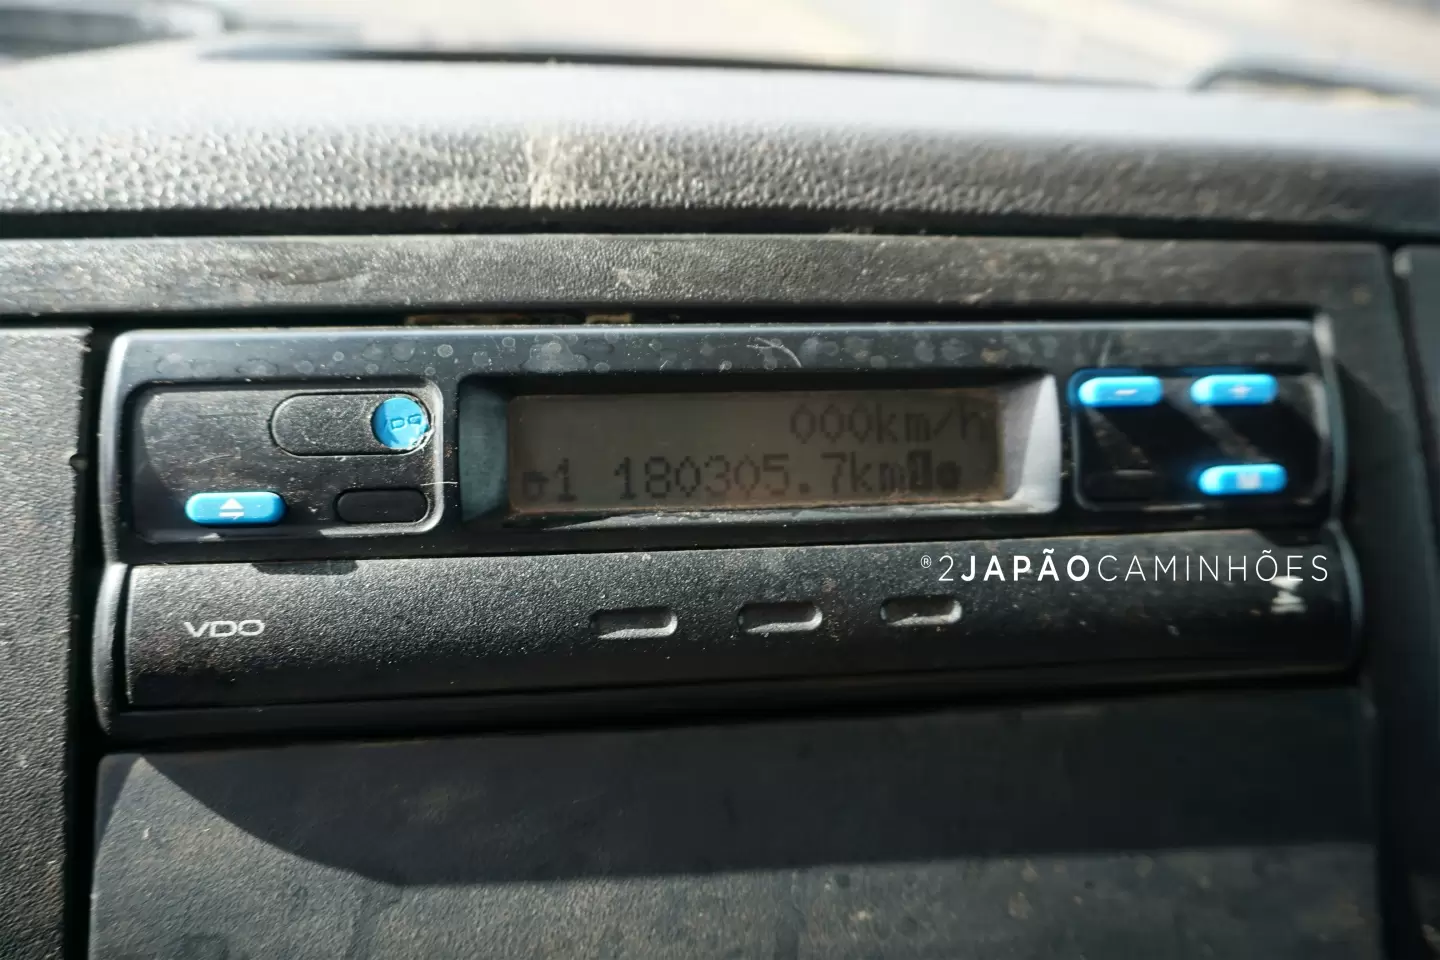 000km/h
1 180305.7km
®2JAPÃOCAMINHÕES
VDO